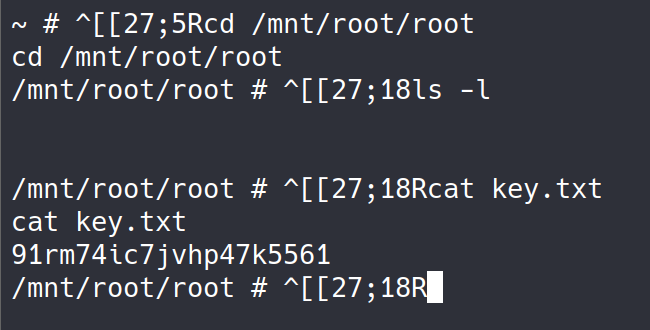 ~ # ^[[27;5Rcd /mnt/root/root
cd /mnt/root/root
/mnt/root/root # ^[[27;18ls -l
/mnt/root/root # ^[[27;18Rcat key.txt
cat key.txt
91rm74ic7jvhp47k5561
/mnt/root/root # ^[[27;18R